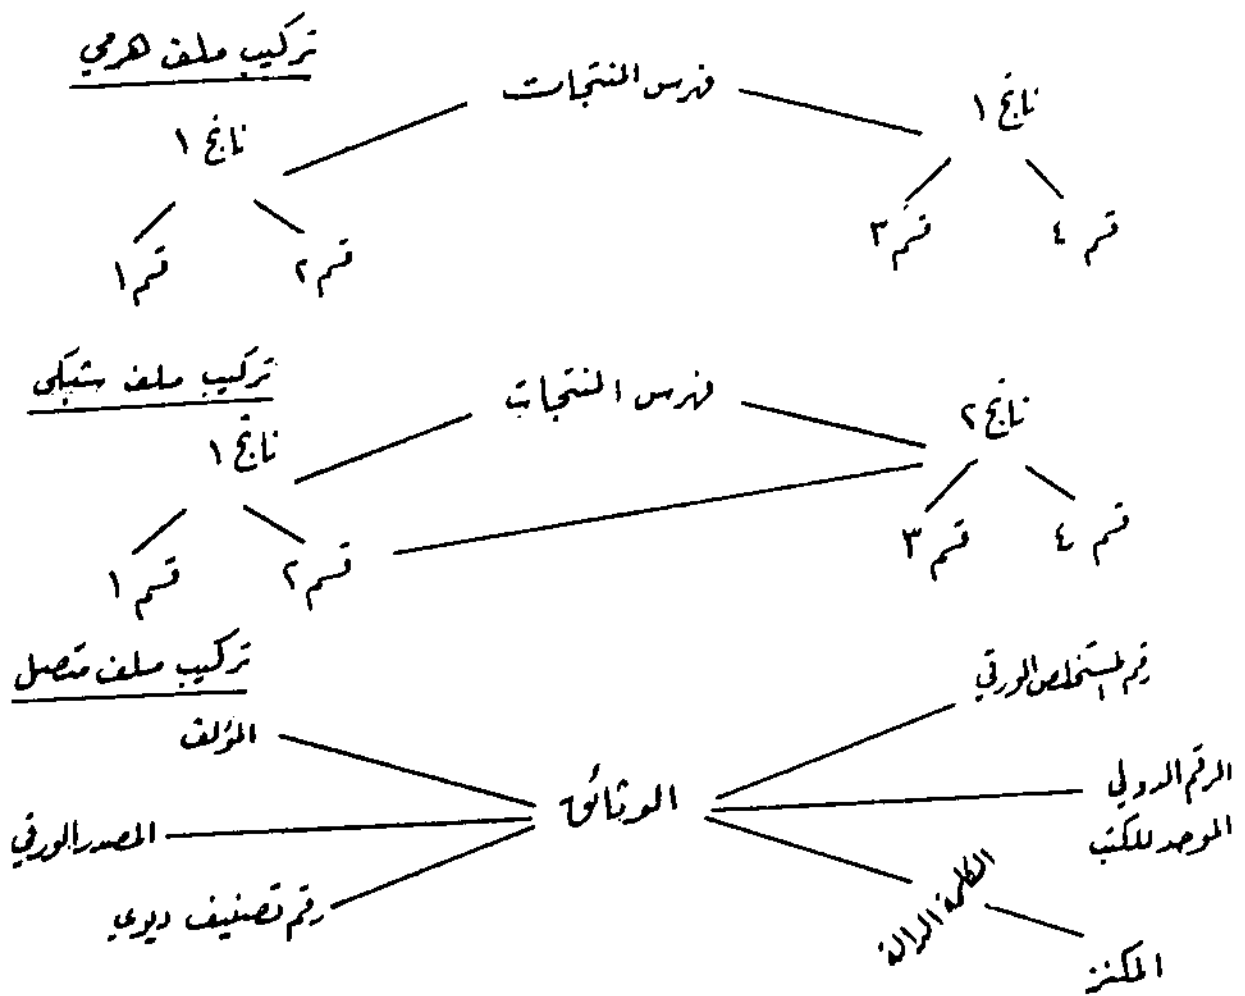 تركيب ملف هرمي
فهرس المنتجات
ناتج ١
ناتج ١
قسم ٤
قسم ٣
قسم ٢
قسم ١
تركيب ملف شبكي
فهرس المنتجات
ناتج ٢
ناتج ١
قسم ٤
قسم ٣
قسم ٢
قسم ١
تركيب ملف متصل
رقم المستخلص الورقي
المؤلف
الرقم الدولي
الموحد للكتب
الوثائق
المصدر الورقي
الكلمة الدالة
رقم تصنيف ديوي
المكنز